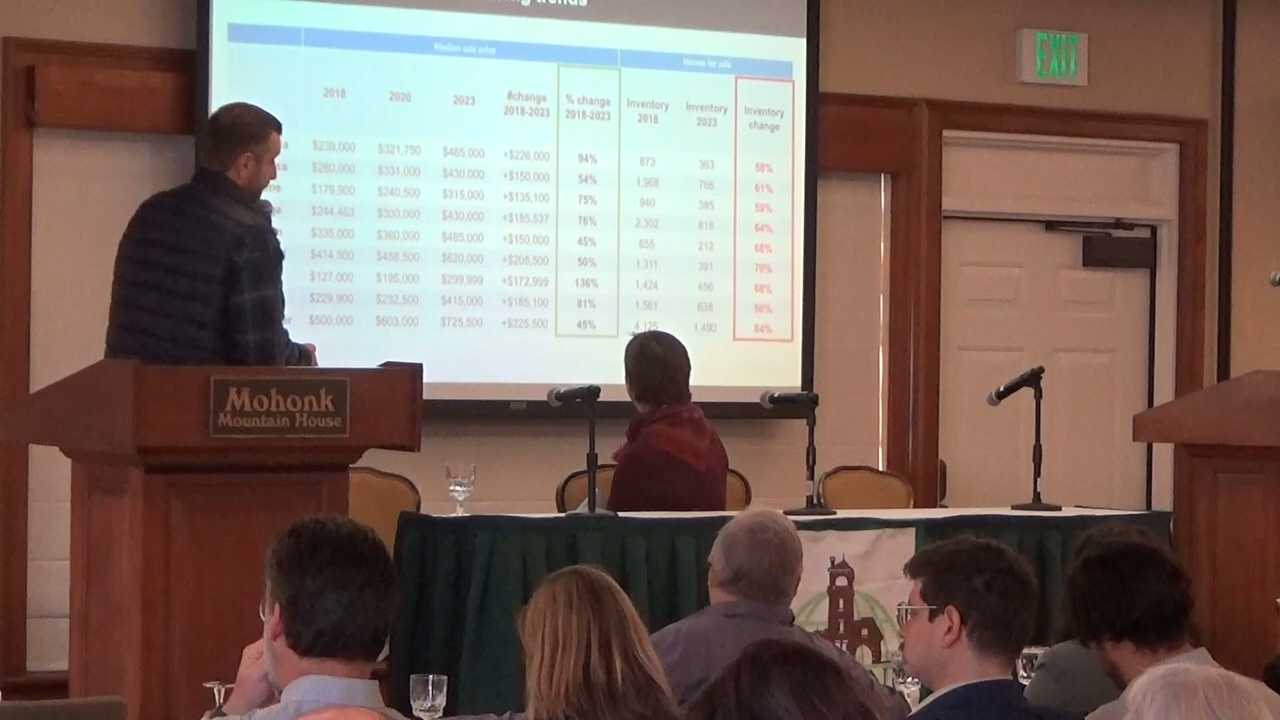 trends
Median sale price Homes for sale
2018 2020 2023 #change 2018-2023 % change 2018-2023 Inventory 2018 Inventory 2023 Inventory change
$239,000 $321,750 $465,000 +$226,000 94% 873 363 58%
$280,000 $331,000 $430,000 +$150,000 54% 1,968 766 61%
$179,900 $240,500 $315,000 +$135,100 75% 940 385 59%
$244,463 $300,000 $430,000 +$185,537 76% 2,302 818 64%
$335,000 $360,000 $485,000 +$150,000 45% 655 212 68%
$414,500 $458,500 $620,000 +$205,500 50% 1,311 391 70%
$127,000 $195,000 $299,999 +$172,999 136% 1,424 456 68%
$229,900 $232,500 $415,000 +$185,100 81% 1,561 638
$500,000 $603,000 $725,500 +$225,500 45% 4,125 1,490 64%
EXIT
Mohonk
Mountain House